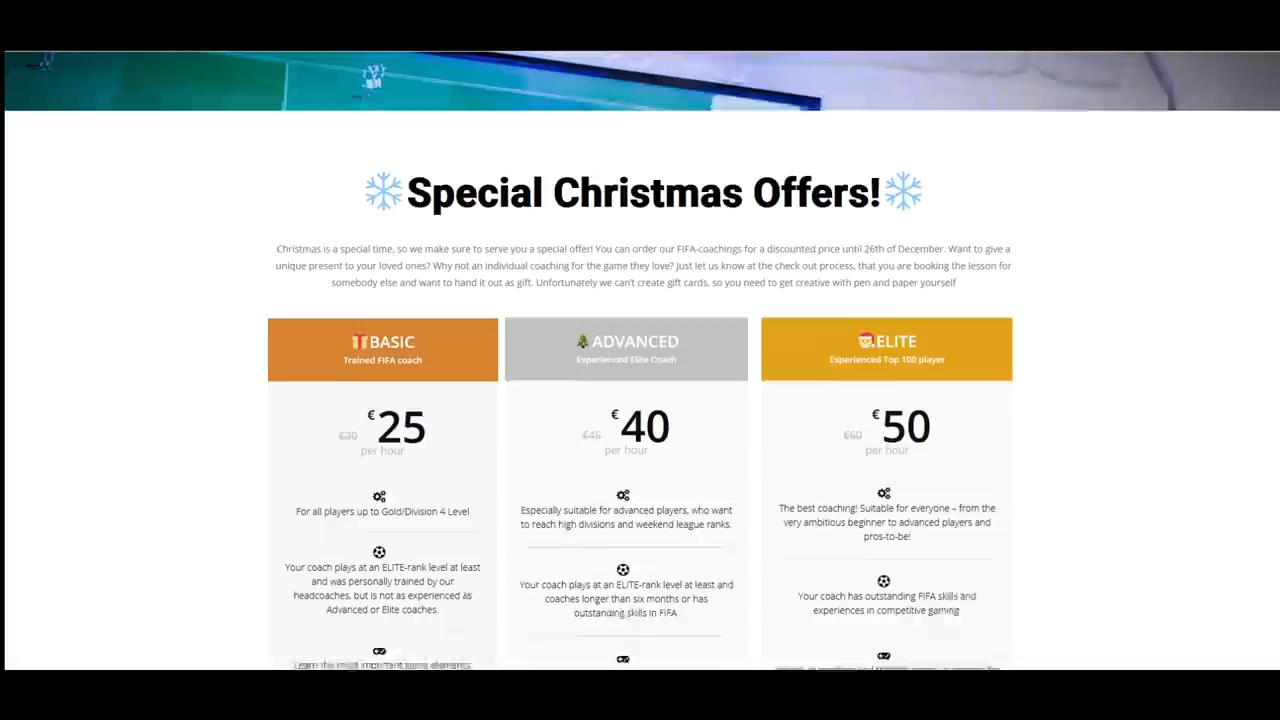 Special Christmas Offers!
Christmas is a special time, so we make sure to serve you a special offer! You can order our FIFA-coachings for a discounted price until 26th of December. Want to give a
unique present to your loved ones? Why not an individual coaching for the game they love? Just let us know at the check out process, that you are booking the lesson for
somebody else and want to hand it out as gift. Unfortunately we can't create gift cards, so you need to get creative with pen and paper yourself
BASIC
Trained FIFA coach
€30 €25
per hour
For all players up to Gold/Division 4 Level
Your coach plays at an ELITE-rank level at least
and was personally trained by our
headcoaches, but is not as experienced as
Advanced or Elite coaches.
Learn the most important game elements,
ADVANCED
Experienced Elite Coach
€45 €40
per hour
Especially suitable for advanced players, who want
to reach high divisions and weekend league ranks.
Your coach plays at an ELITE-rank level at least and
coaches longer than six months or has
outstanding skills in FIFA
ELITE
Experienced Top 100 player
€60 €50
per hour
The best coaching! Suitable for everyone – from the
very ambitious beginner to advanced players and
pros-to-be!
Your coach has outstanding FIFA skills and
experiences in competitive gaming